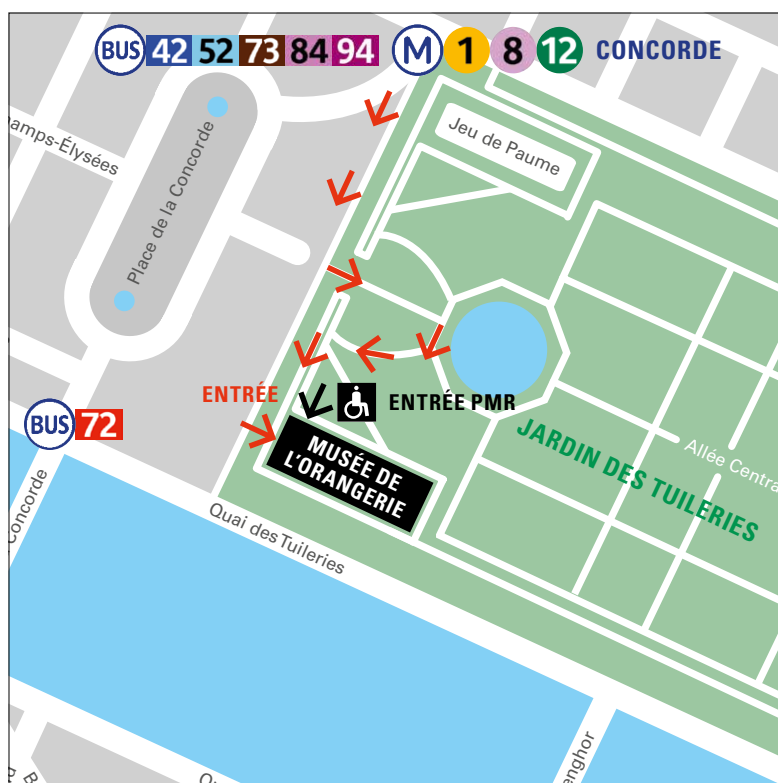 BUS 42 52 73 84 94 M 1 8 12 CONCORDE
Jeu de Paume
Place de la Concorde
ENTRÉE
ENTRÉE PMR
BUS 72
MUSÉE DE
L'ORANGERIE
JARDIN DES TUILERIES
Allée Centra
Concorde
Quai des Tuileries
amps-Élysées
enghor